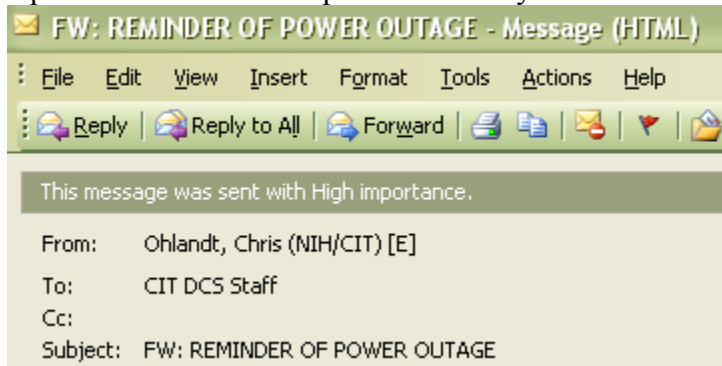 FW: REMINDER OF POWER OUTAGE - Message (HTML)
File Edit View Insert Format Tools Actions Help
Reply Reply to All Forward
This message was sent with High importance.
From: Ohlandt, Chris (NIH/CIT) [E]
To: CIT DCS Staff
Cc:
Subject: FW: REMINDER OF POWER OUTAGE